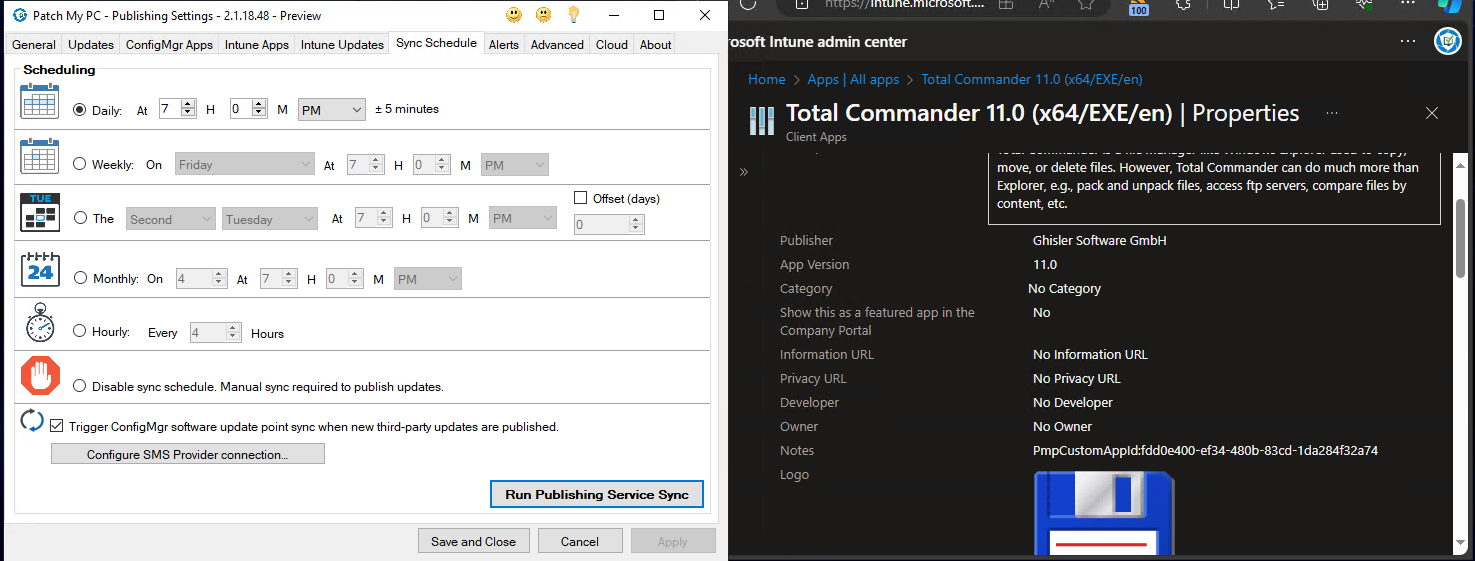 Patch My PC - Publishing Settings - 2.1.18.48 - Preview
General Updates ConfigMgr Apps Intune Apps Intune Updates Sync Schedule Alerts Advanced Cloud About
Scheduling
Daily: At 7 H 0 M PM ± 5 minutes
Weekly: On Friday At 7 H 0 M PM
TUE
The Second Tuesday At 7 H 0 M PM
Offset (days)
0
24
Monthly: On 4 At 7 H 0 M PM
Hourly: Every 4 Hours
Disable sync schedule. Manual sync required to publish updates.
Trigger ConfigMgr software update point sync when new third-party updates are published.
Configure SMS Provider connection...
Run Publishing Service Sync
Save and Close Cancel Apply
https://intune.microsoft....
100
rosoft Intune admin center
Home > Apps | All apps > Total Commander 11.0 (x64/EXE/en)
Total Commander 11.0 (x64/EXE/en) | Properties ...
Client Apps
move, or delete files. However, Total Commander can do much more than
Explorer, e.g., pack and unpack files, access ftp servers, compare files by
content, etc.
Publisher Ghisler Software GmbH
App Version 11.0
Category No Category
Show this as a featured app in the No
Company Portal
Information URL No Information URL
Privacy URL No Privacy URL
Developer No Developer
Owner No Owner
Notes PmpCustomAppId:fdd0e400-ef34-480b-83cd-1da284f32a74
Logo